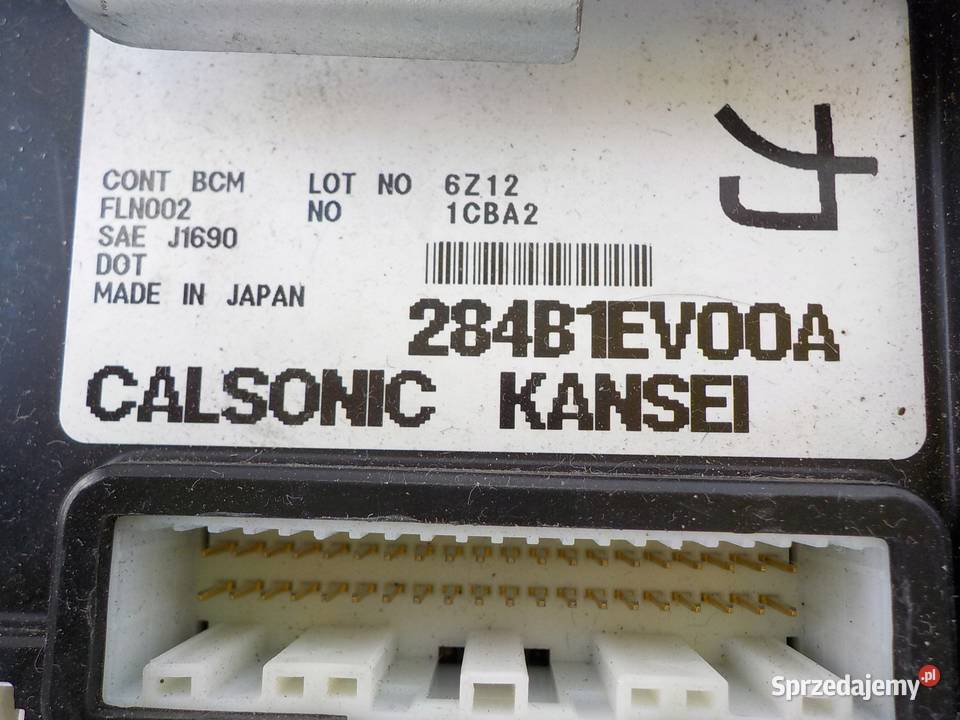 CONT BCM LOT NO 6Z12
FLN002 NO 1CBA2
SAE J1690
DOT
MADE IN JAPAN
284B1EV00A
CALSONIC KANSEI
Sprzedajemy.pl